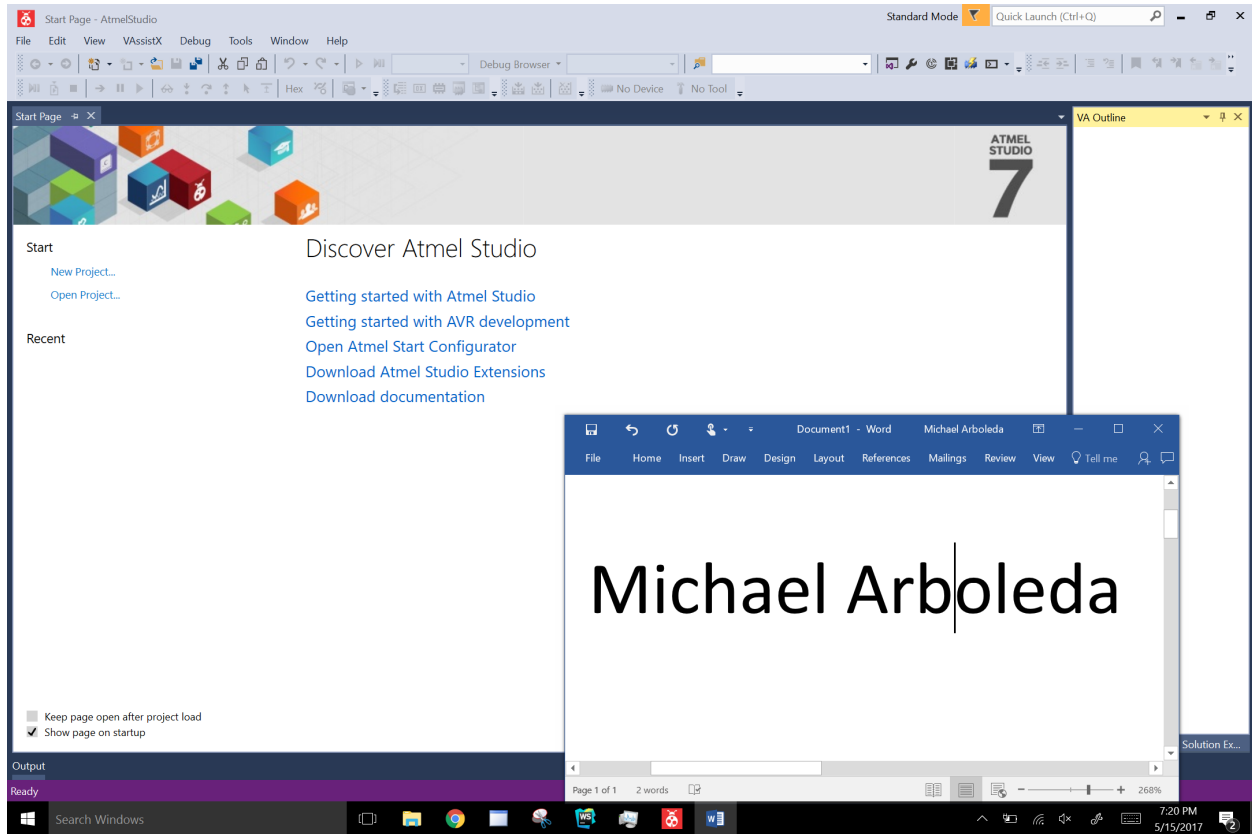 Start Page - AtmelStudio
Standard Mode
Quick Launch (Ctrl+Q)
File Edit View VAssistX Debug Tools Window Help
Debug Browser
Hex
No Device
No Tool
Start Page
VA Outline
ATMEL
STUDIO
7
Start
New Project...
Open Project...
Recent
Discover Atmel Studio
Getting started with Atmel Studio
Getting started with AVR development
Open Atmel Start Configurator
Download Atmel Studio Extensions
Download documentation
Document1 - Word
Michael Arboleda
File Home Insert Draw Design Layout References Mailings Review View Tell me
Michael Arboleda
Keep page open after project load
Show page on startup
Solution Ex...
Output
Page 1 of 1 2 words
268%
Ready
Search Windows
WS
7:20 PM
5/15/2017
2